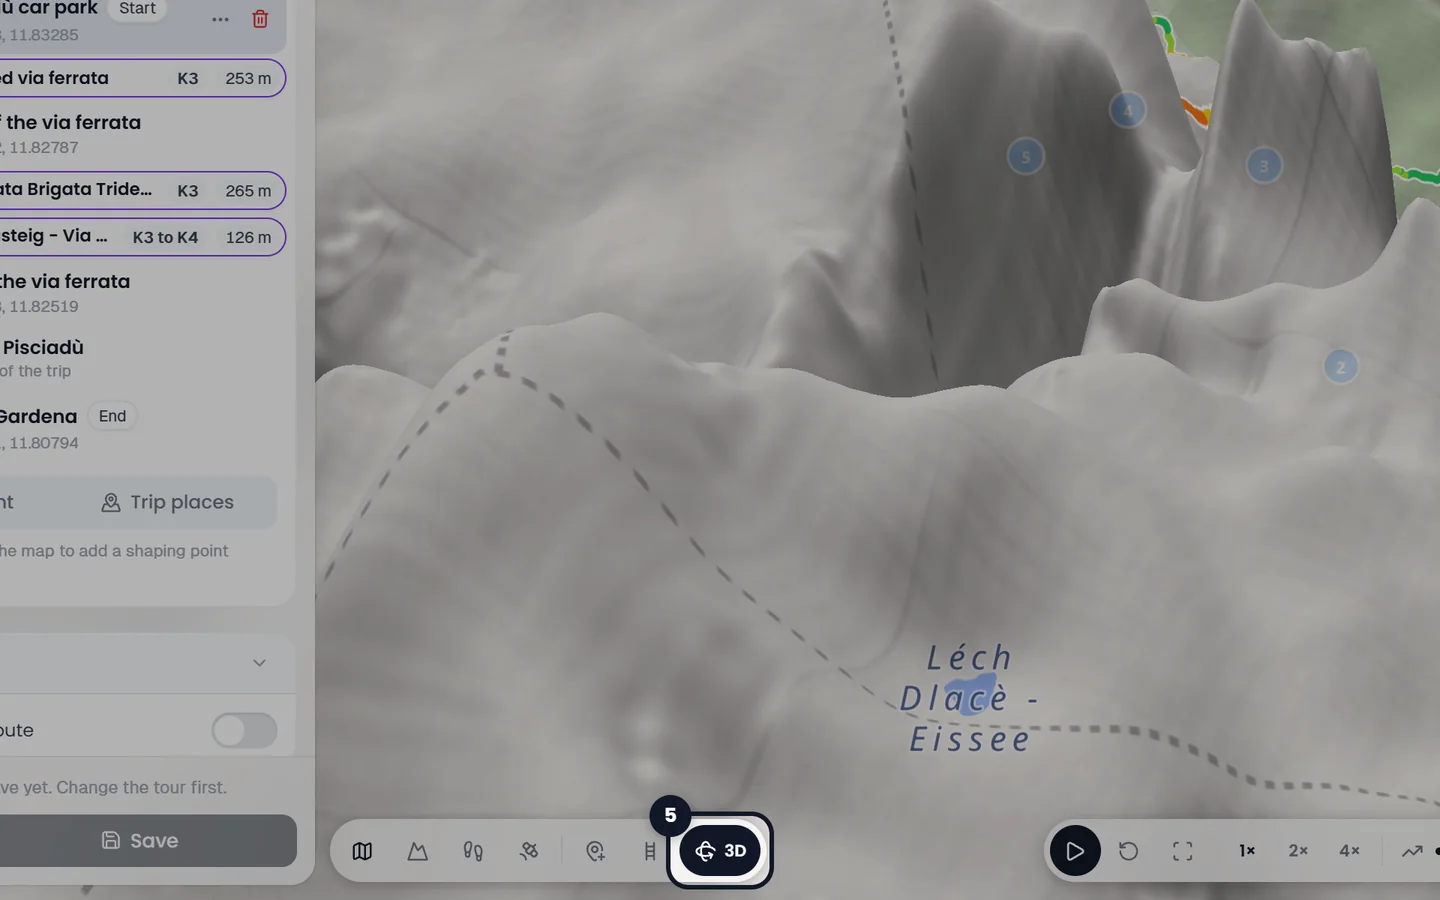 ù car park Start
, 11.83285
ed via ferrata K3 253 m
f the via ferrata
, 11.82787
ata Brigata Tride... K3 265 m
steig - Via ... K3 to K4 126 m
the via ferrata
, 11.82519
Pisciadù
of the trip
Gardena End
, 11.80794
nt Trip places
he map to add a shaping point
oute
ve yet. Change the tour first.
Save
5
4
3
2
Léch
Dlacè -
Eissee
5
3D
1×
2×
4×